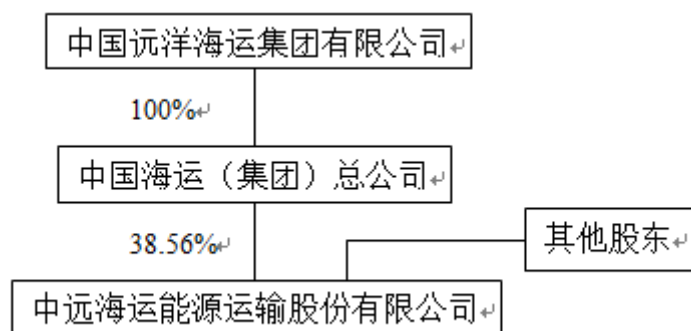 中国远洋海运集团有限公司
100%
中国海运（集团）总公司
38.56%
其他股东
中远海运能源运输股份有限公司